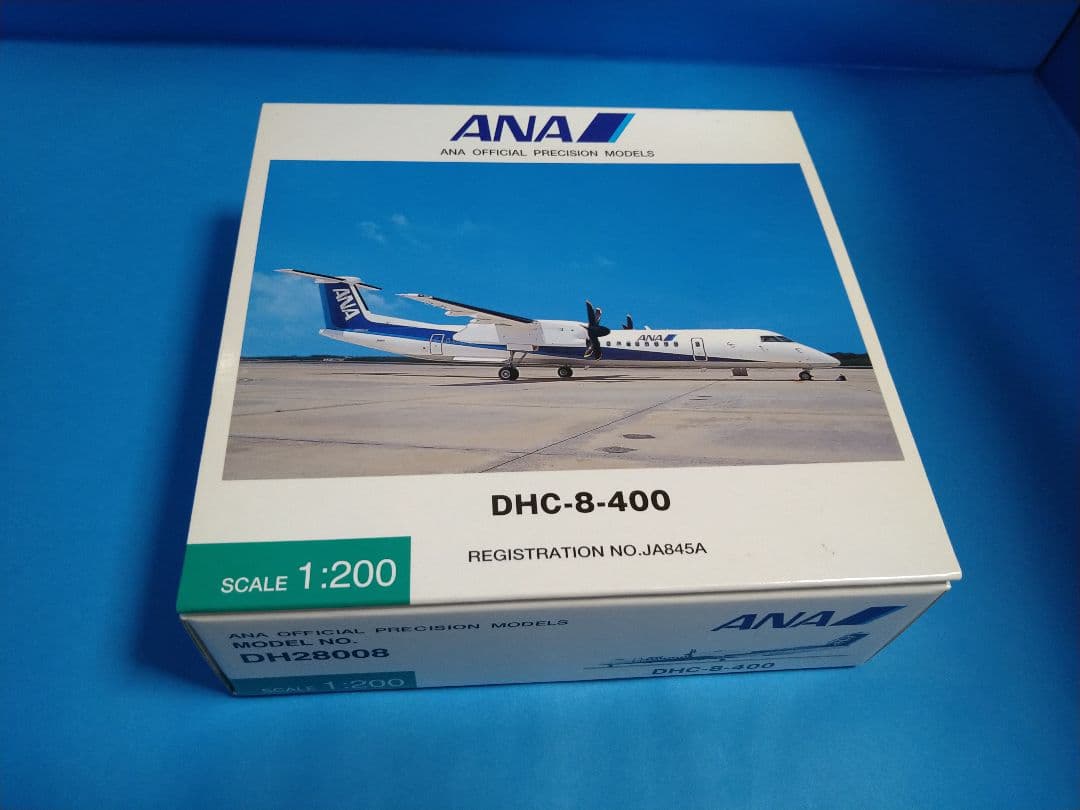 ANA
ANA OFFICIAL PRECISION MODELS
ANA
ANA
DHC-8-400
REGISTRATION NO.JA845A
SCALE 1:200
ANA OFFICIAL PRECISION MODELS
MODEL NO.
DH28008
SCALE 1:200
ANA
DHC-8-400